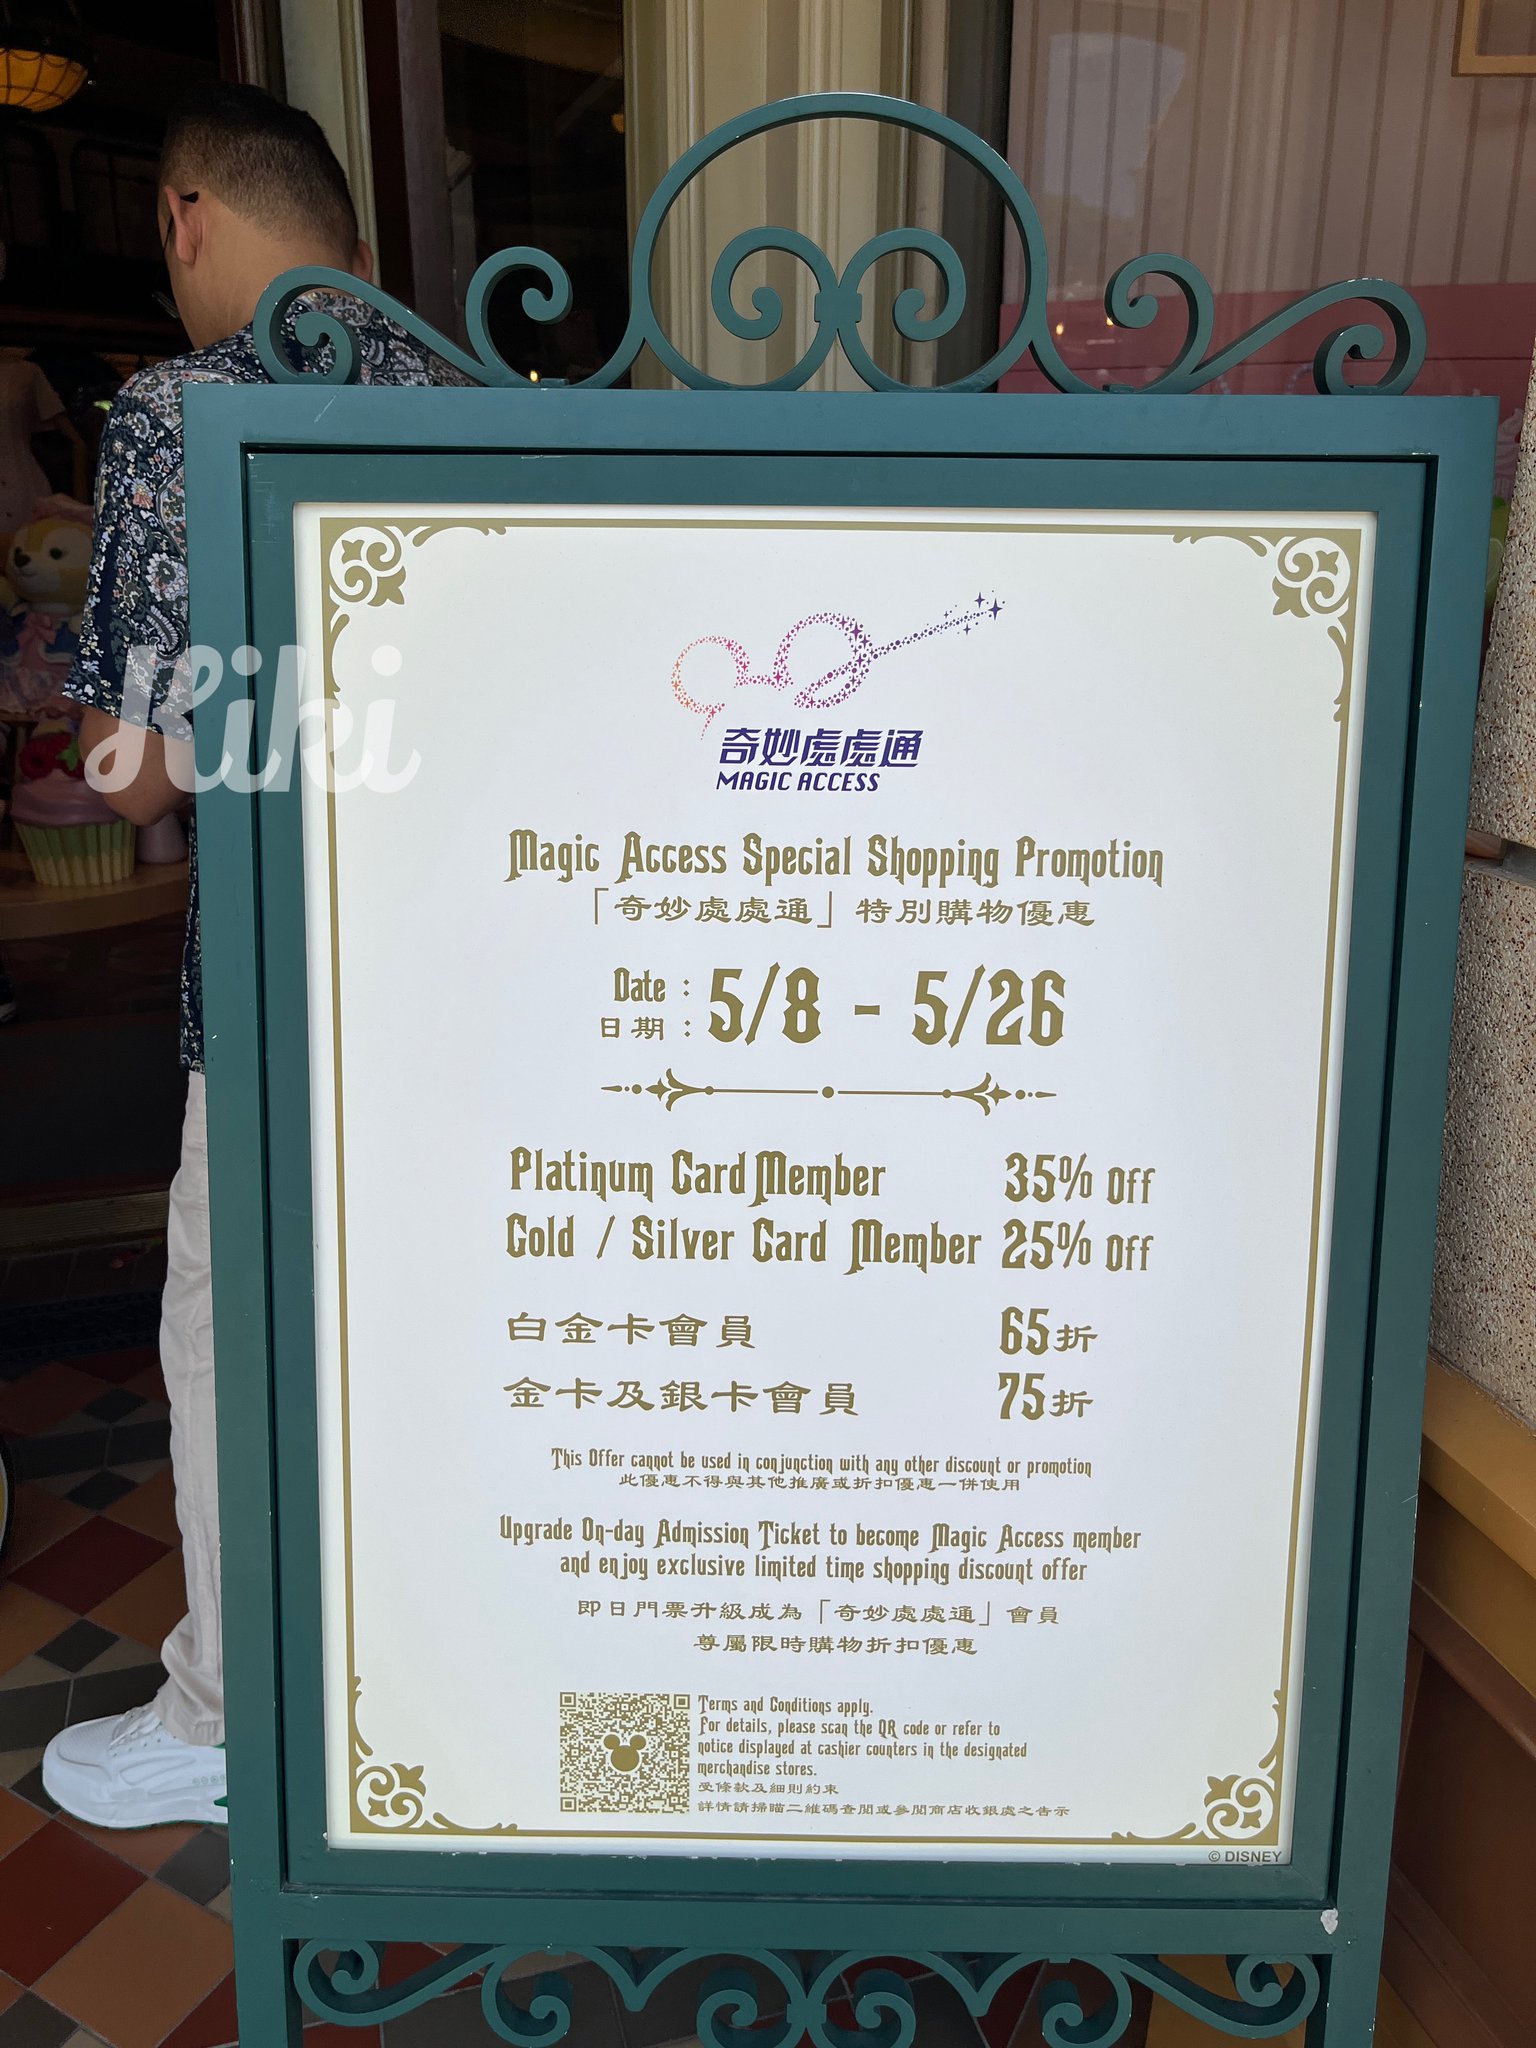 Kiki
奇妙處處通
MAGIC ACCESS
Magic Access Special Shopping Promotion
「奇妙處處通」特別購物優惠
Date : 5/8 - 5/26
日期 :
Platinum Card Member 35% Off
Gold / Silver Card Member 25% Off
白金卡會員 65折
金卡及銀卡會員 75折
This Offer cannot be used in conjunction with any other discount or promotion
此優惠不得與其他推廣或折扣優惠一併使用
Upgrade On-day Admission Ticket to become Magic Access member
and enjoy exclusive limited time shopping discount offer
即日門票升級成為「奇妙處處通」會員
尊屬限時購物折扣優惠
Terms and Conditions apply.
For details, please scan the QR code or refer to
notice displayed at cashier counters in the designated
merchandise stores.
受條款及細則約束
詳情請掃瞄二維碼查閱或參閱商店收銀處之告示
© DISNEY